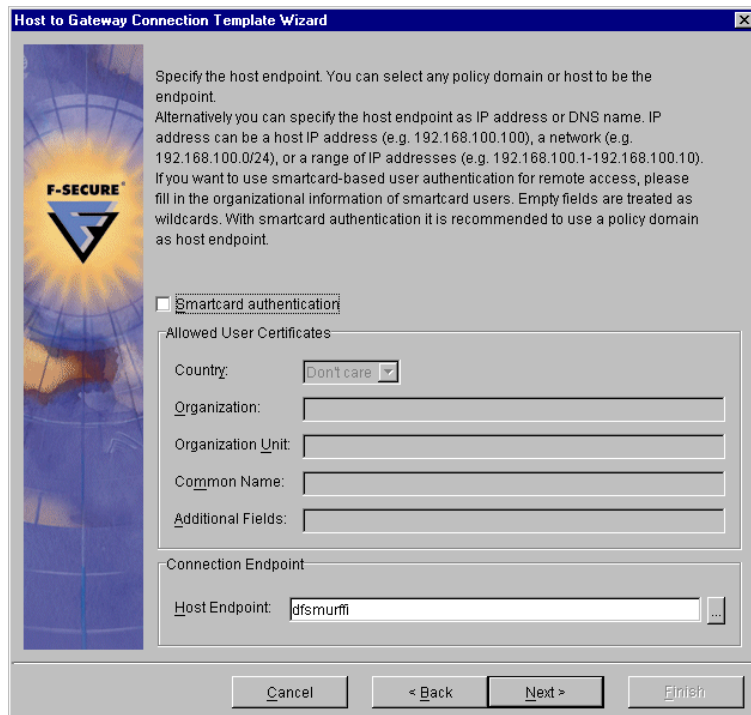 Host to Gateway Connection Template Wizard
Specify the host endpoint. You can select any policy domain or host to be the
endpoint.
Alternatively you can specify the host endpoint as IP address or DNS name. IP
address can be a host IP address (e.g. 192.168.100.100), a network (e.g.
192.168.100.0/24), or a range of IP addresses (e.g. 192.168.100.1-192.168.100.10).
If you want to use smartcard-based user authentication for remote access, please
fill in the organizational information of smartcard users. Empty fields are treated as
wildcards. With smartcard authentication it is recommended to use a policy domain
as host endpoint.
F-SECURE®
Smartcard authentication
Allowed User Certificates
Country: Don't care
Organization:
Organization Unit:
Common Name:
Additional Fields:
Connection Endpoint
Host Endpoint: dfsmurffi ...
Cancel < Back Next > Finish